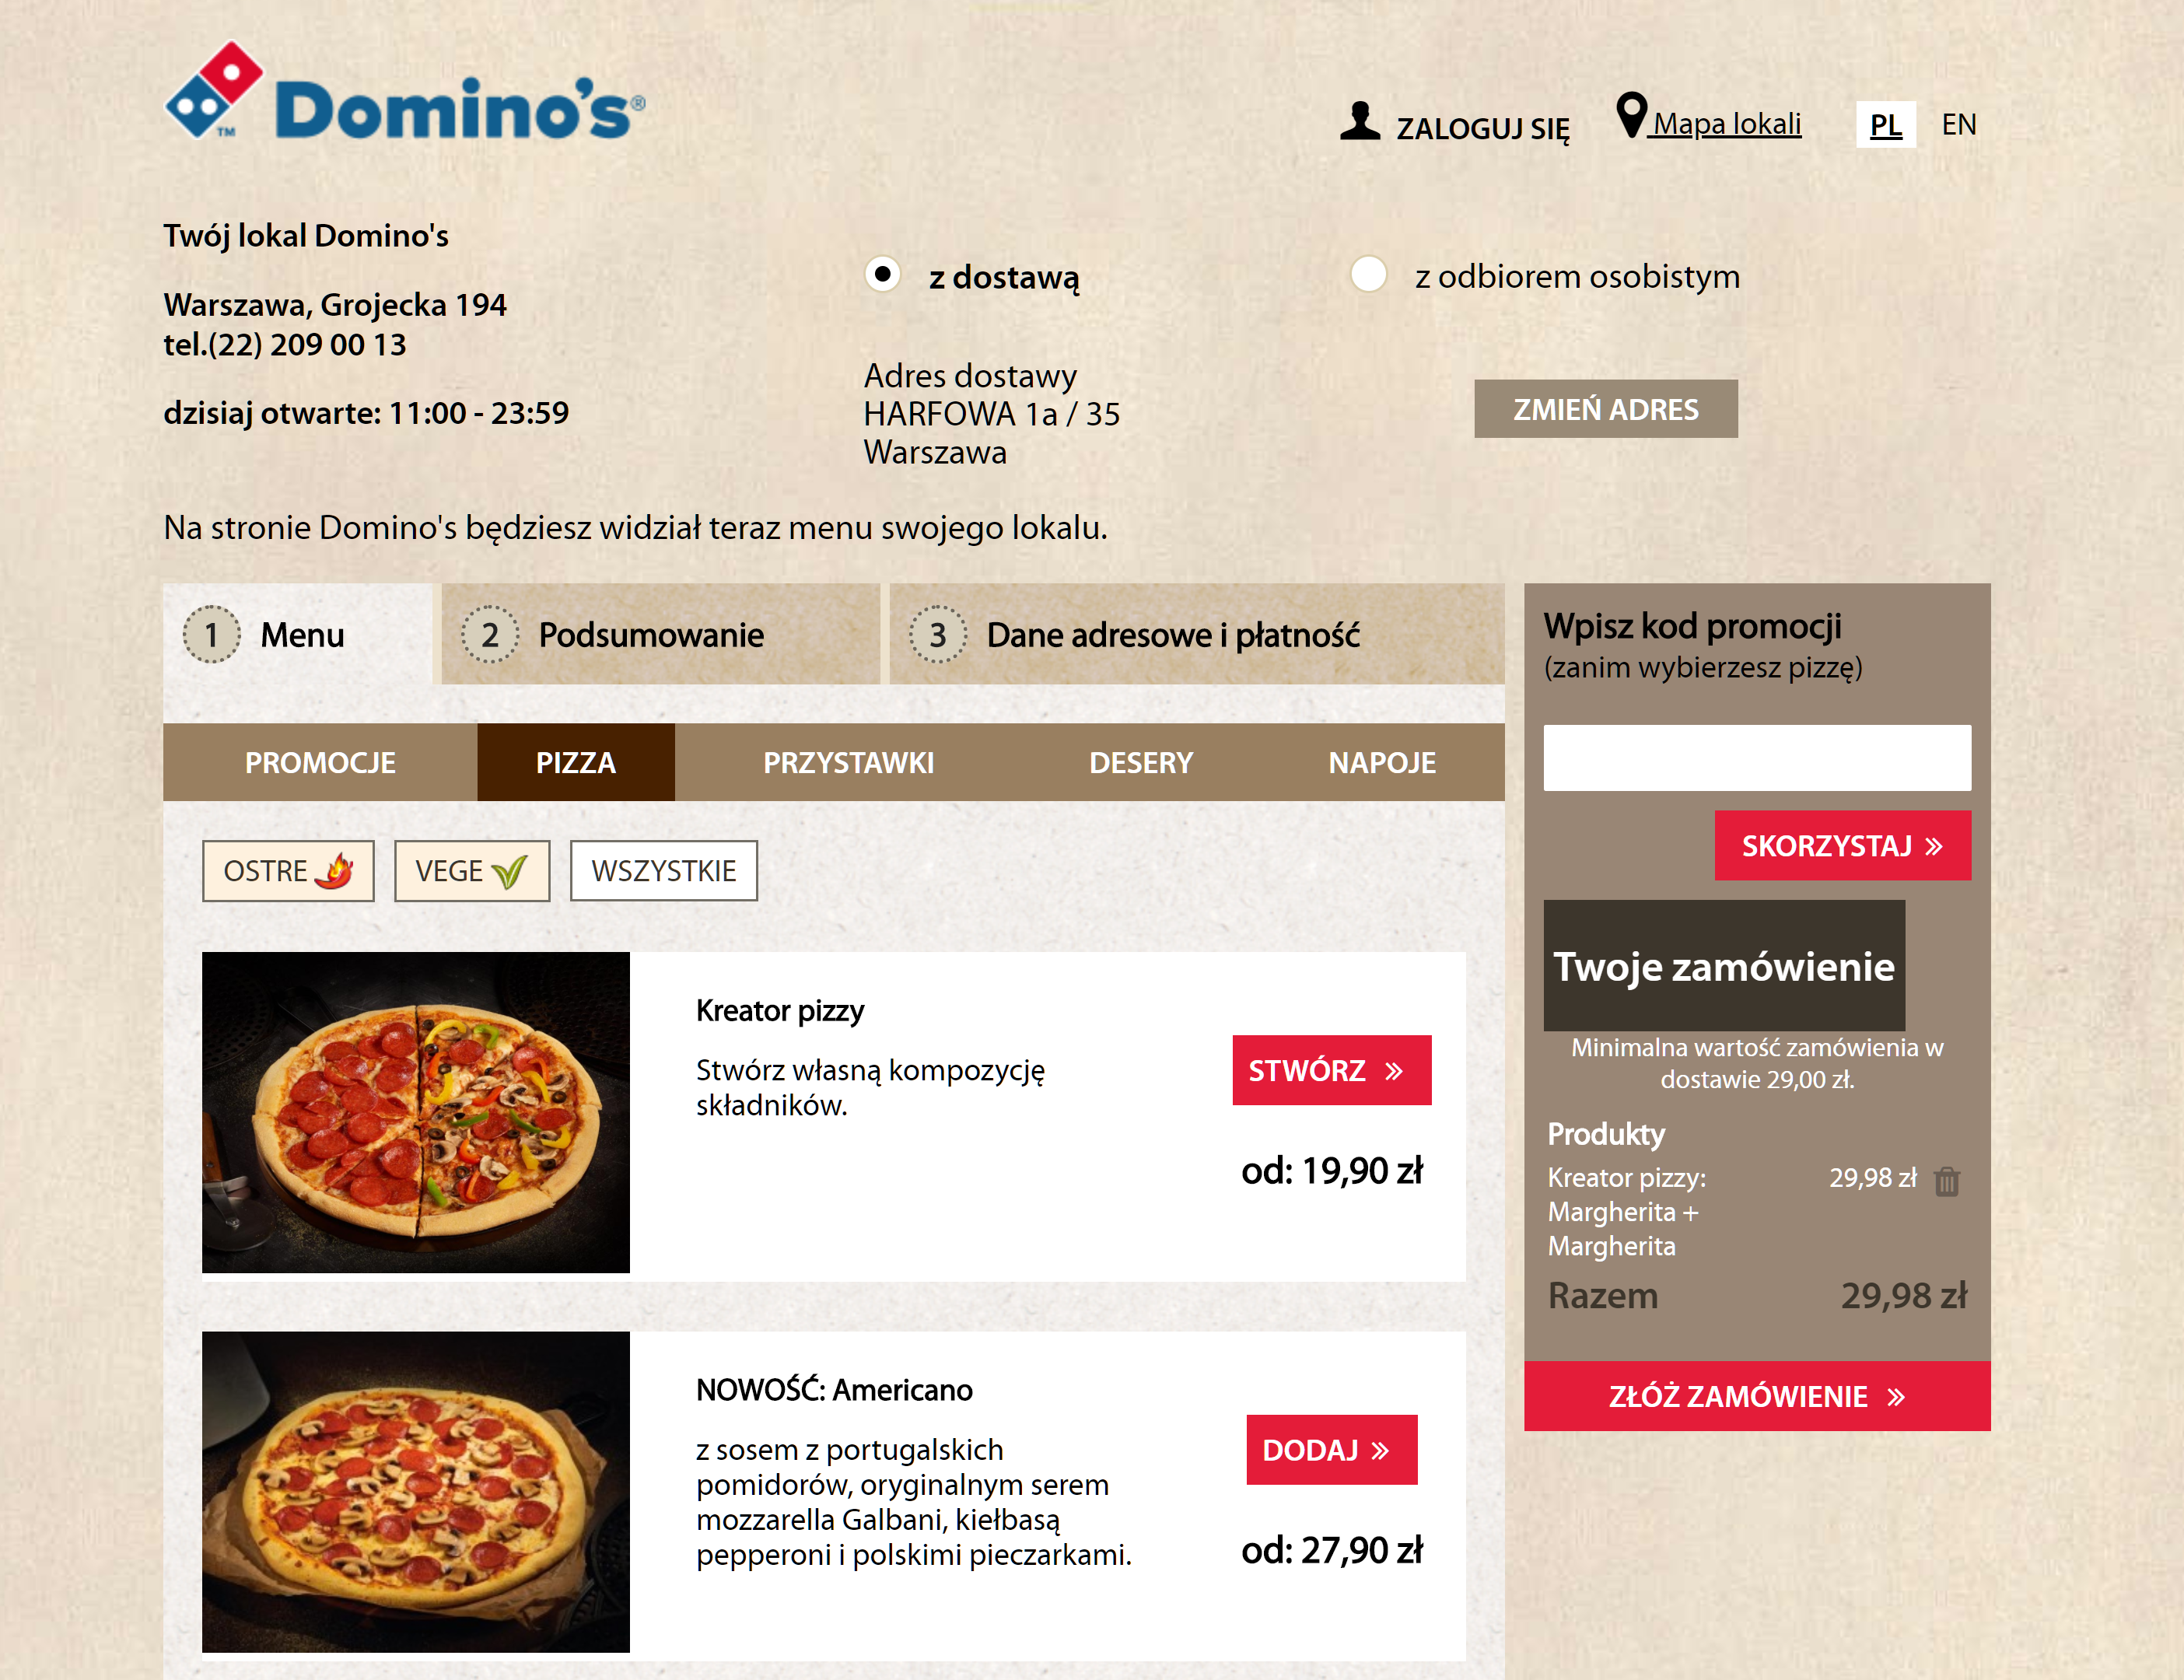 Domino's®
TM
ZALOGUJ SIĘ
Mapa lokali
PL
EN
Twój lokal Domino's
Warszawa, Grojecka 194
tel.(22) 209 00 13
dzisiaj otwarte: 11:00 - 23:59
z dostawą
z odbiorem osobistym
Adres dostawy
HARFOWA 1a / 35
Warszawa
ZMIEŃ ADRES
Na stronie Domino's będziesz widział teraz menu swojego lokalu.
1 Menu
2 Podsumowanie
3 Dane adresowe i płatność
PROMOCJE
PIZZA
PRZYSTAWKI
DESERY
NAPOJE
OSTRE
VEGE
WSZYSTKIE
Kreator pizzy
Stwórz własną kompozycję
składników.
STWÓRZ »
od: 19,90 zł
NOWOŚĆ: Americano
z sosem z portugalskich
pomidorów, oryginalnym serem
mozzarella Galbani, kiełbasą
pepperoni i polskimi pieczarkami.
DODAJ »
od: 27,90 zł
Wpisz kod promocji
(zanim wybierzesz pizzę)
SKORZYSTAJ »
Twoje zamówienie
Minimalna wartość zamówienia w
dostawie 29,00 zł.
Produkty
Kreator pizzy: 29,98 zł
Margherita +
Margherita
Razem 29,98 zł
ZŁÓŻ ZAMÓWIENIE »